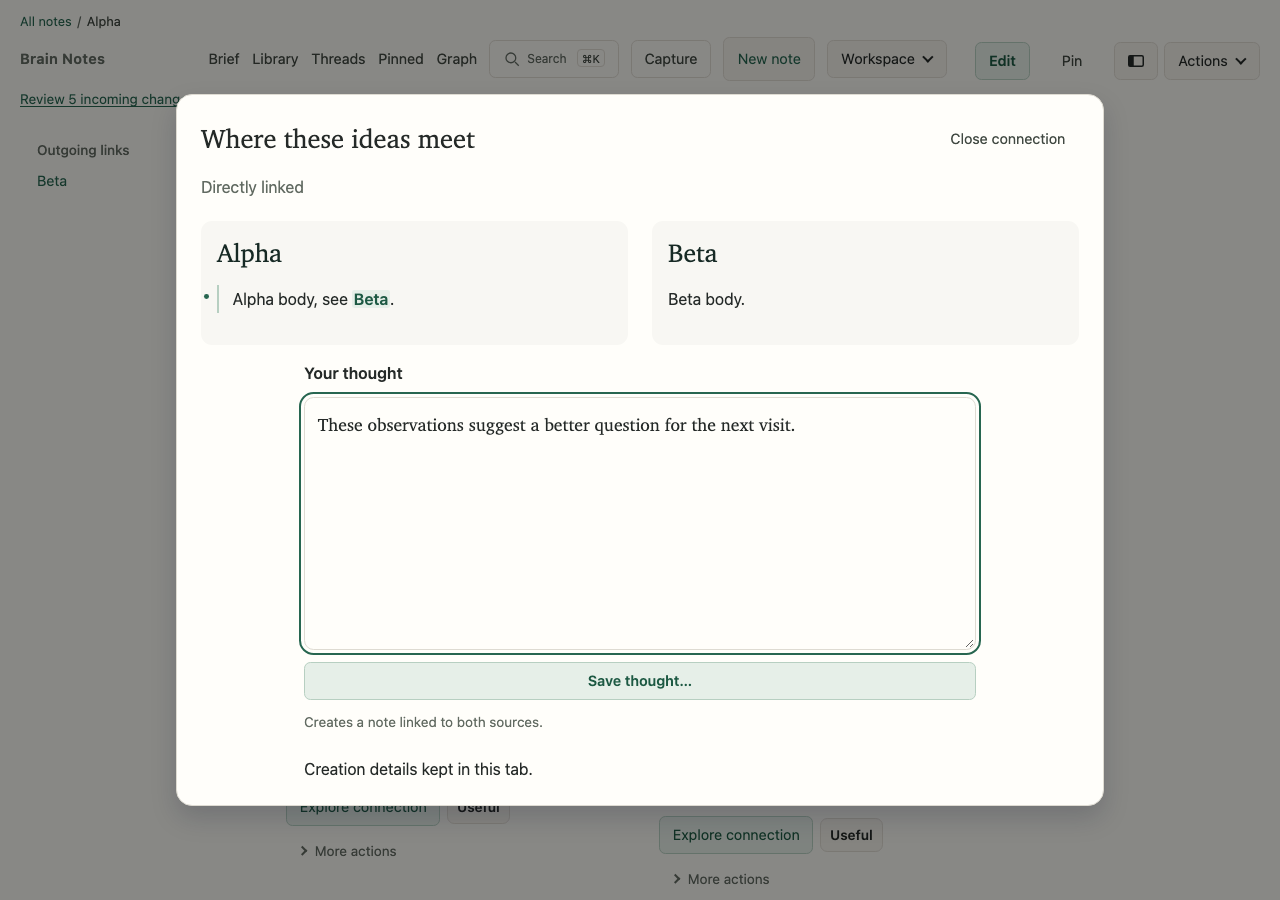 All notes / Alpha
Brain Notes
Brief Library Threads Pinned Graph Search ⌘K Capture New note Workspace Edit Pin Actions
Review 5 incoming chang
Outgoing links
Beta
Where these ideas meet
Close connection
Directly linked
Alpha
Alpha body, see Beta.
Beta
Beta body.
Your thought
These observations suggest a better question for the next visit.
Save thought...
Creates a note linked to both sources.
Creation details kept in this tab.
Explore connection Useful
More actions
Explore connection Useful
More actions